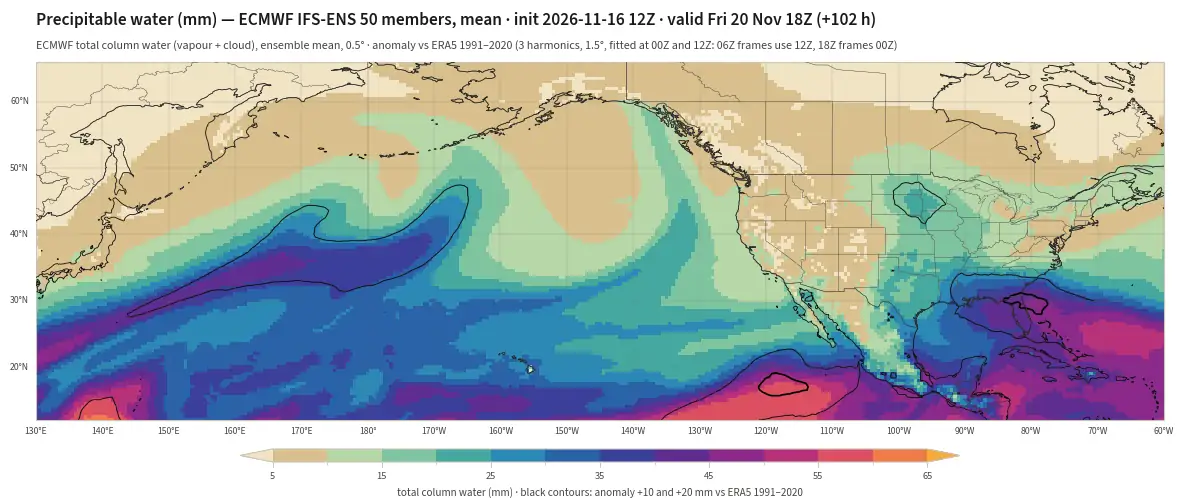 Precipitable water (mm) — ECMWF IFS-ENS 50 members, mean · init 2026-11-16 12Z · valid Fri 20 Nov 18Z (+102 h)
ECMWF total column water (vapour + cloud), ensemble mean, 0.5° · anomaly vs ERA5 1991–2020 (3 harmonics, 1.5°, fitted at 00Z and 12Z: 06Z frames use 12Z, 18Z frames 00Z)
60°N
50°N
40°N
30°N
20°N
130°E 140°E 150°E 160°E 170°E 180° 170°W 160°W 150°W 140°W 130°W 120°W 110°W 100°W 90°W 80°W 70°W 60°W
5 15 25 35 45 55 65
total column water (mm) · black contours: anomaly +10 and +20 mm vs ERA5 1991–2020